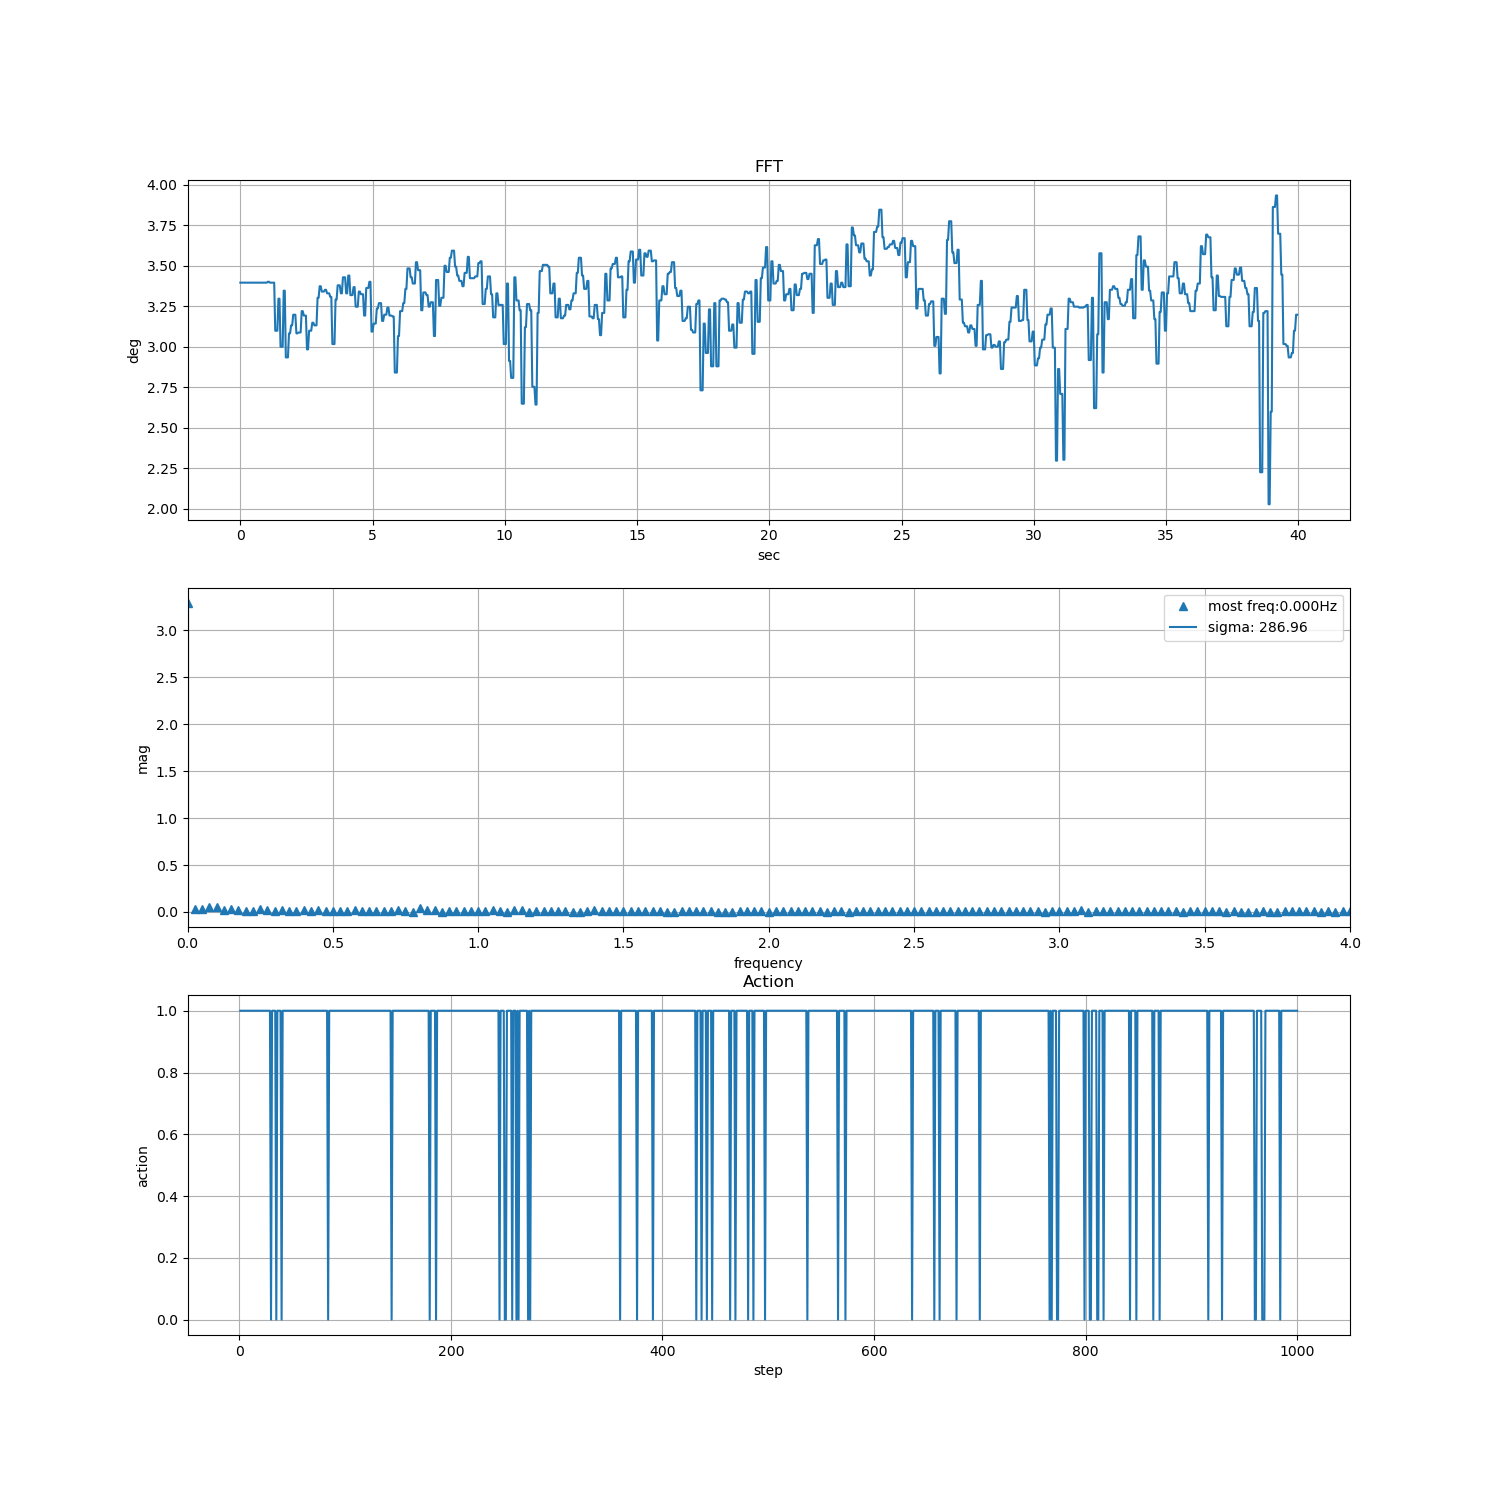 FFT
4.00
3.75
3.50
3.25
3.00
2.75
2.50
2.25
2.00
deg
0 5 10 15 20 25 30 35 40
sec
most freq:0.000Hz
sigma: 286.96
3.0
2.5
2.0
1.5
1.0
0.5
0.0
mag
0.0 0.5 1.0 1.5 2.0 2.5 3.0 3.5 4.0
frequency
Action
1.0
0.8
0.6
0.4
0.2
0.0
action
0 200 400 600 800 1000
step